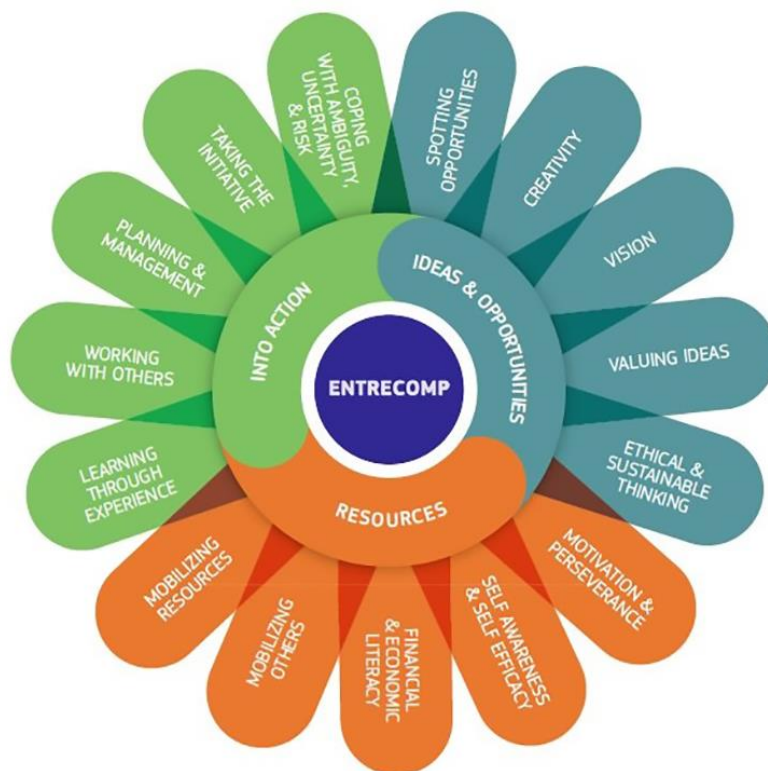 ENTRECOMP
IDEAS & OPPORTUNITIES
SPOTTING
OPPORTUNITIES
CREATIVITY
VISION
VALUING IDEAS
ETHICAL &
SUSTAINABLE
THINKING
RESOURCES
MOTIVATION &
PERSEVERANCE
SELF AWARENESS
& SELF EFFICACY
FINANCIAL
& ECONOMIC
LITERACY
MOBILIZING
OTHERS
MOBILIZING
RESOURCES
INTO ACTION
LEARNING
THROUGH
EXPERIENCE
WORKING
WITH OTHERS
PLANNING &
MANAGEMENT
TAKING THE
INITIATIVE
COPING
WITH AMBIGUITY,
UNCERTAINTY
& RISK